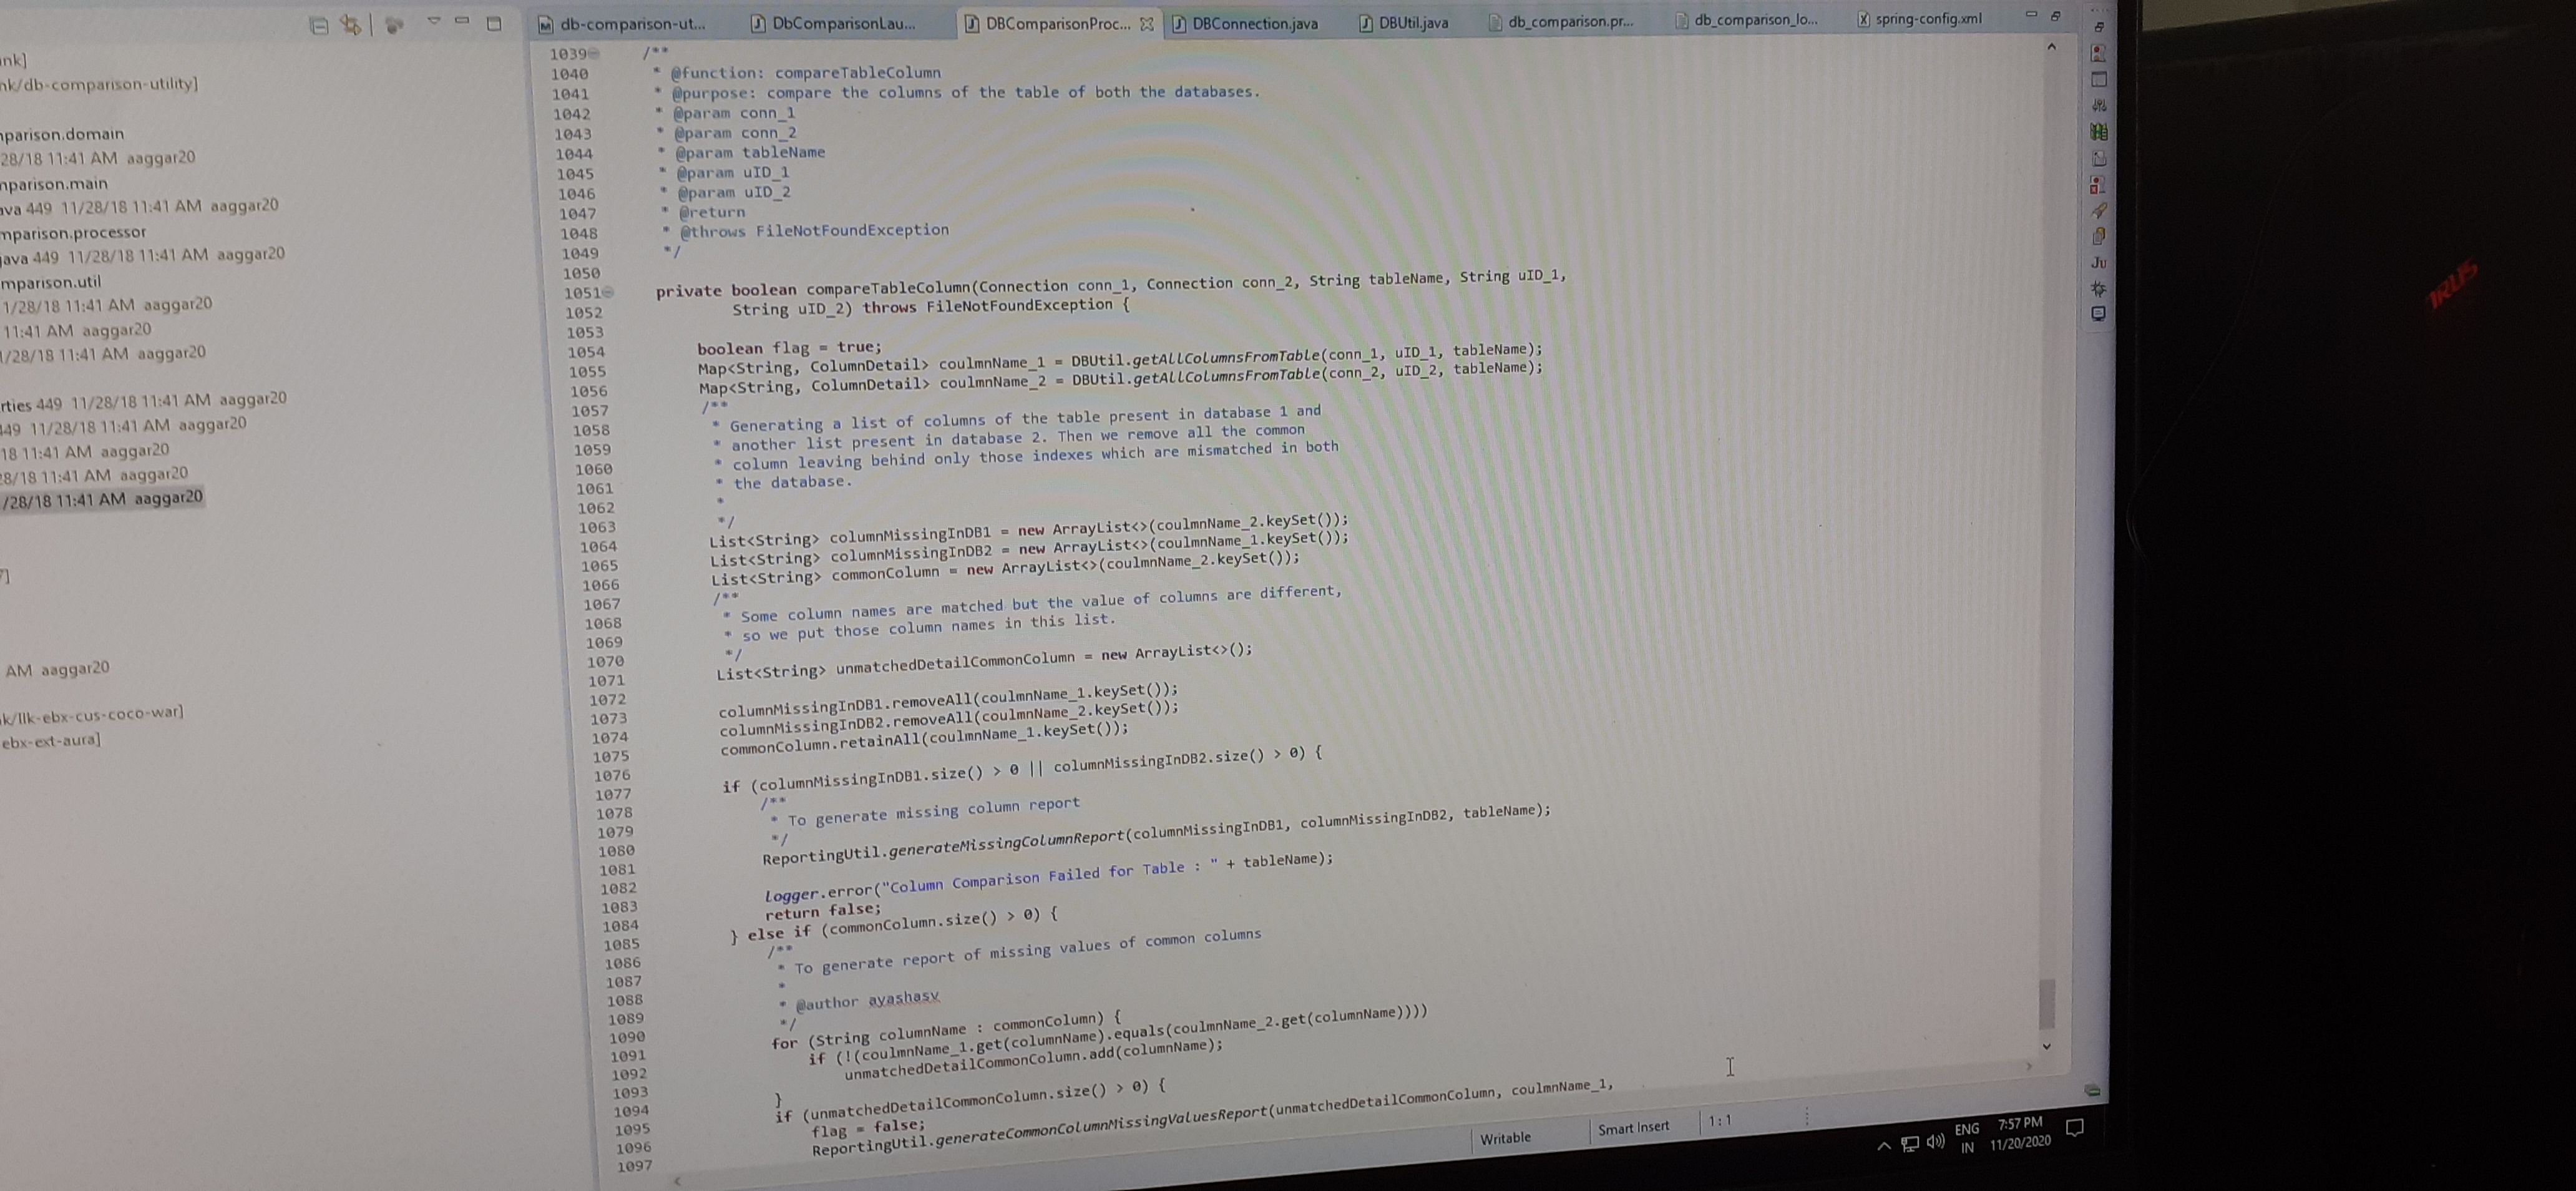 db-comparison-ut...
DbComparisonLau...
DBComparisonProc...
DBConnection.java
DBUtil.java
db_comparison.pr...
db_comparison_lo...
spring-config.xml
ink]
nk/db-comparison-utility]
nparison.domain
28/18 11:41 AM aaggar20
nparison.main
ava 449 11/28/18 11:41 AM aaggar20
mparison.processor
java 449 11/28/18 11:41 AM aaggar20
mparison.util
1/28/18 11:41 AM aaggar20
11:41 AM aaggar20
1/28/18 11:41 AM aaggar20
rties 449 11/28/18 11:41 AM aaggar20
449 11/28/18 11:41 AM aaggar20
18 11:41 AM aaggar20
28/18 11:41 AM aaggar20
/28/18 11:41 AM aaggar20
AM aaggar20
k/llk-ebx-cus-coco-war]
ebx-ext-aura]
1039 /**
1040 * @function: compareTableColumn
1041 * @purpose: compare the columns of the table of both the databases.
1042 * @param conn_1
1043 * @param conn_2
1044 * @param tableName
1045 * @param uID_1
1046 * @param uID_2
1047 * @return
1048 * @throws FileNotFoundException
1049 */
1050
1051 private boolean compareTableColumn(Connection conn_1, Connection conn_2, String tableName, String uID_1,
1052 String uID_2) throws FileNotFoundException {
1053
1054 boolean flag = true;
1055 Map<String, ColumnDetail> coulmnName_1 = DBUtil.getAllColumnsFromTable(conn_1, uID_1, tableName);
1056 Map<String, ColumnDetail> coulmnName_2 = DBUtil.getAllColumnsFromTable(conn_2, uID_2, tableName);
1057 /**
1058 * Generating a list of columns of the table present in database 1 and
1059 * another list present in database 2. Then we remove all the common
1060 * column leaving behind only those indexes which are mismatched in both
1061 * the database.
1062 *
1063 */
1064 List<String> columnMissingInDB1 = new ArrayList<>(coulmnName_2.keySet());
1065 List<String> columnMissingInDB2 = new ArrayList<>(coulmnName_1.keySet());
1066 List<String> commonColumn = new ArrayList<>(coulmnName_2.keySet());
1067 /**
1068 * Some column names are matched but the value of columns are different,
1069 * so we put those column names in this list.
1070 */
1071 List<String> unmatchedDetailCommonColumn = new ArrayList<>();
1072
1073 columnMissingInDB1.removeAll(coulmnName_1.keySet());
1074 columnMissingInDB2.removeAll(coulmnName_2.keySet());
1075 commonColumn.retainAll(coulmnName_1.keySet());
1076
1077 if (columnMissingInDB1.size() > 0 || columnMissingInDB2.size() > 0) {
1078 /**
1079 * To generate missing column report
1080 */
1081 ReportingUtil.generateMissingColumnReport(columnMissingInDB1, columnMissingInDB2, tableName);
1082
1083 Logger.error("Column Comparison Failed for Table : " + tableName);
1084 return false;
1085 } else if (commonColumn.size() > 0) {
1086 /**
1087 * To generate report of missing values of common columns
1088 *
1089 * @author ayashasv
1090 */
1091 for (String columnName : commonColumn) {
1092 if (!(coulmnName_1.get(columnName).equals(coulmnName_2.get(columnName))))
1093 unmatchedDetailCommonColumn.add(columnName);
1094 }
1095 if (unmatchedDetailCommonColumn.size() > 0) {
1096 flag = false;
1097 ReportingUtil.generateCommonColumnMissingValuesReport(unmatchedDetailCommonColumn, coulmnName_1,
Ju
Writable
Smart Insert
1 : 1
ENG
IN
7:57 PM
11/20/2020